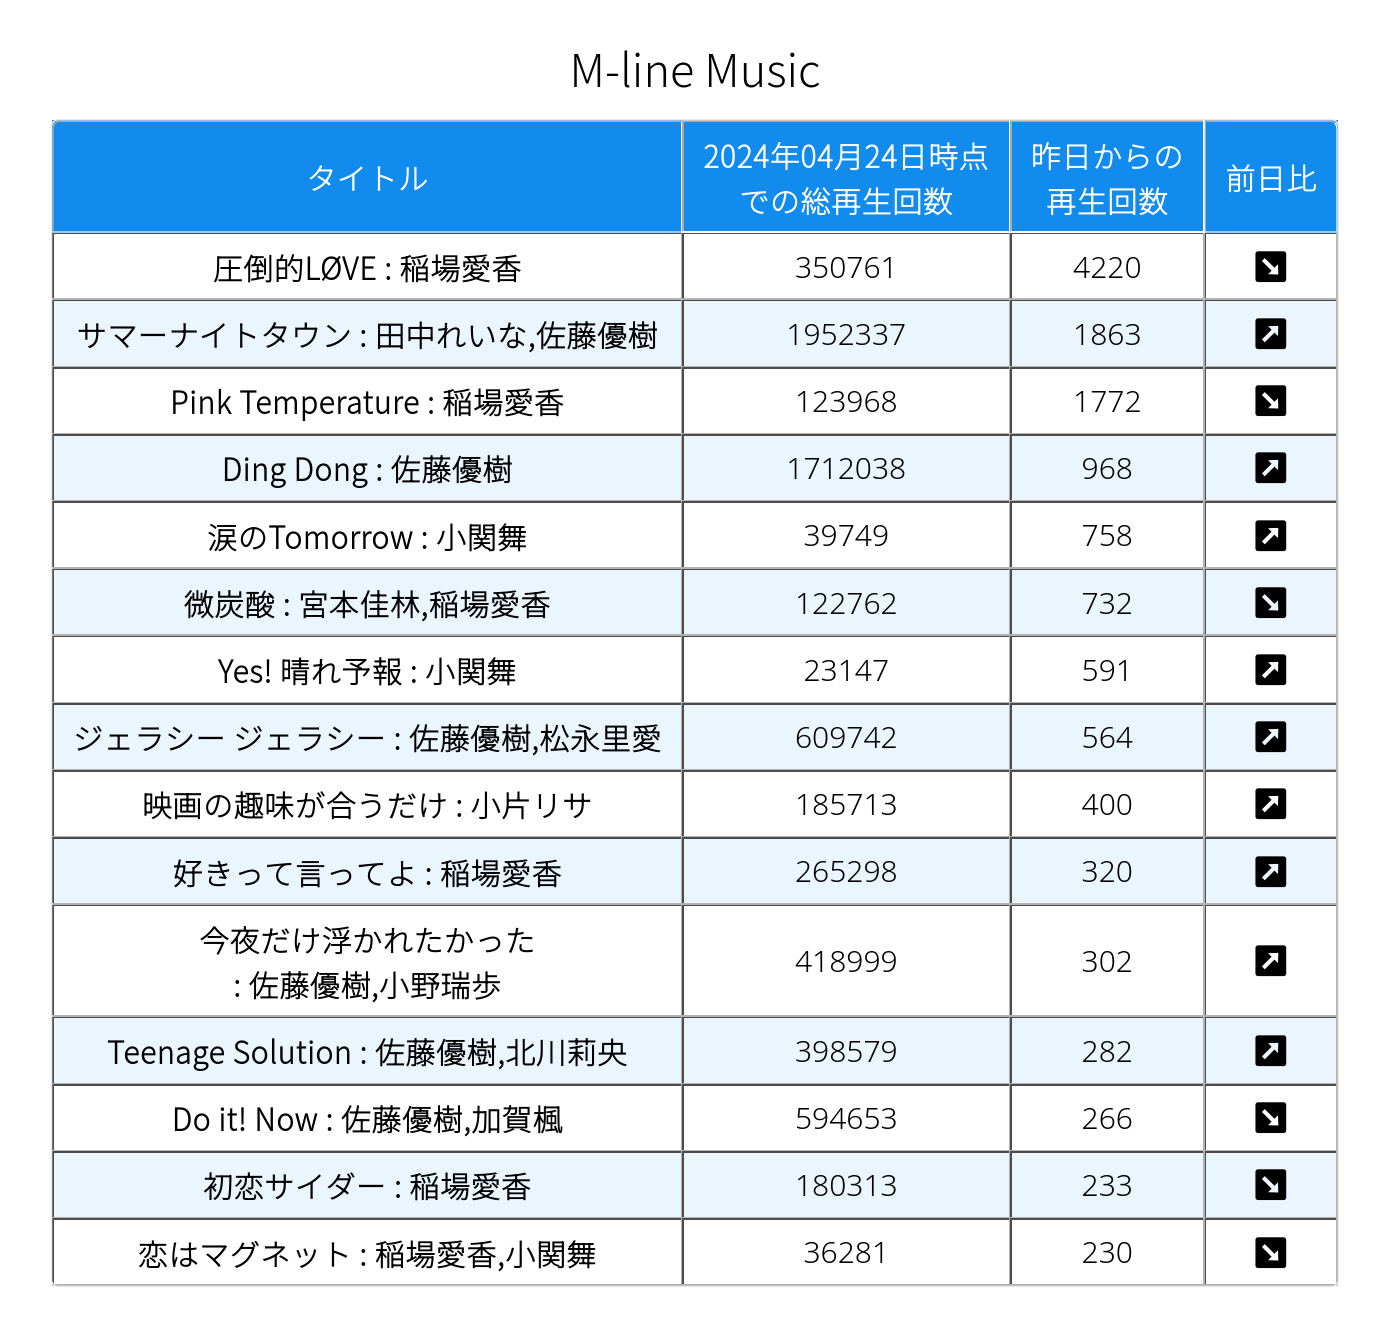 M-line Music
タイトル
2024年04月24日時点
での総再生回数
昨日からの
再生回数
前日比
圧倒的LØVE : 稲場愛香 350761 4220 ↘
サマーナイトタウン : 田中れいな,佐藤優樹 1952337 1863 ↗
Pink Temperature : 稲場愛香 123968 1772 ↘
Ding Dong : 佐藤優樹 1712038 968 ↗
涙のTomorrow : 小関舞 39749 758 ↗
微炭酸 : 宮本佳林,稲場愛香 122762 732 ↘
Yes! 晴れ予報 : 小関舞 23147 591 ↗
ジェラシー ジェラシー : 佐藤優樹,松永里愛 609742 564 ↗
映画の趣味が合うだけ : 小片リサ 185713 400 ↗
好きって言ってよ : 稲場愛香 265298 320 ↗
今夜だけ浮かれたかった
: 佐藤優樹,小野瑞歩 418999 302 ↗
Teenage Solution : 佐藤優樹,北川莉央 398579 282 ↗
Do it! Now : 佐藤優樹,加賀楓 594653 266 ↘
初恋サイダー : 稲場愛香 180313 233 ↘
恋はマグネット : 稲場愛香,小関舞 36281 230 ↘